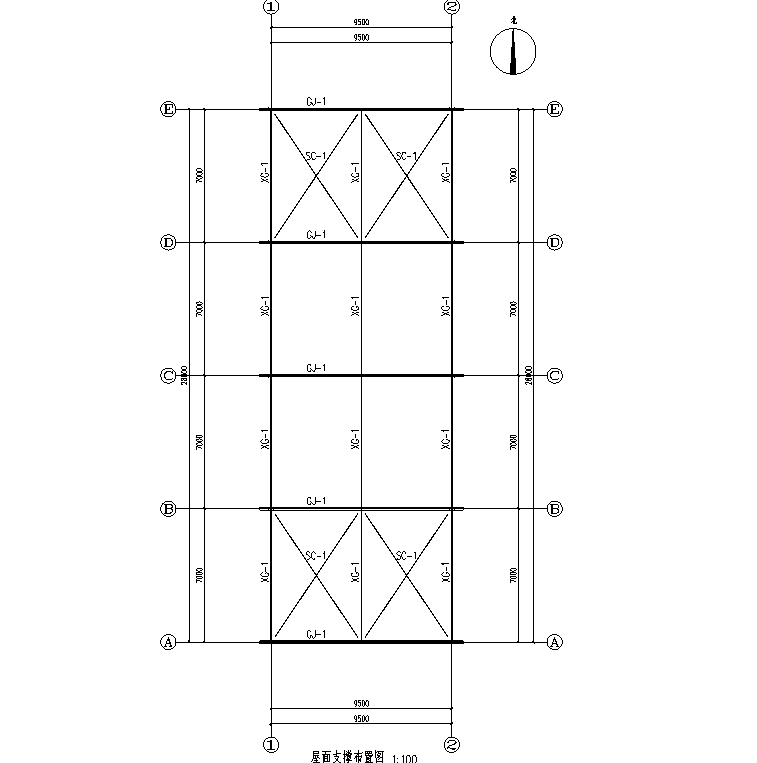 ① ②
9500
9500
北
GJ-1
Ⓔ Ⓔ
SC-1 SC-1
XG-1 XG-1 XG-1
7000 7000
GJ-1
Ⓓ Ⓓ
XG-1 XG-1 XG-1
7000 7000
GJ-1
Ⓒ Ⓒ
28000 28000
XG-1 XG-1 XG-1
7000 7000
GJ-1
Ⓑ Ⓑ
SC-1 SC-1
XG-1 XG-1 XG-1
7000 7000
GJ-1
Ⓐ Ⓐ
9500
9500
① ②
屋面支撑布置图 1:100